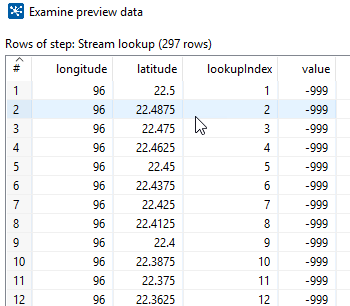 Examine preview data
Rows of step: Stream lookup (297 rows)
# longitude latitude lookupIndex value
1 96 22.5 1 -999
2 96 22.4875 2 -999
3 96 22.475 3 -999
4 96 22.4625 4 -999
5 96 22.45 5 -999
6 96 22.4375 6 -999
7 96 22.425 7 -999
8 96 22.4125 8 -999
9 96 22.4 9 -999
10 96 22.3875 10 -999
11 96 22.375 11 -999
12 96 22.3625 12 -999